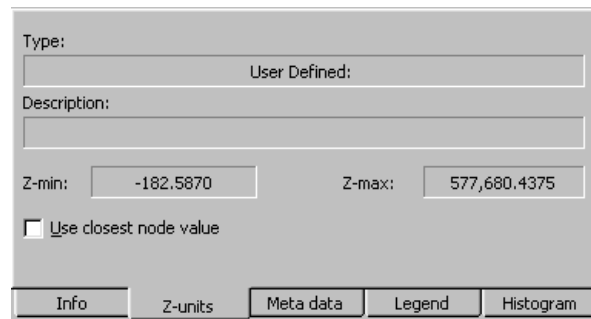 Type:
User Defined:
Description:
Z-min: -182.5870 Z-max: 577,680.4375
Use closest node value
Info Z-units Meta data Legend Histogram